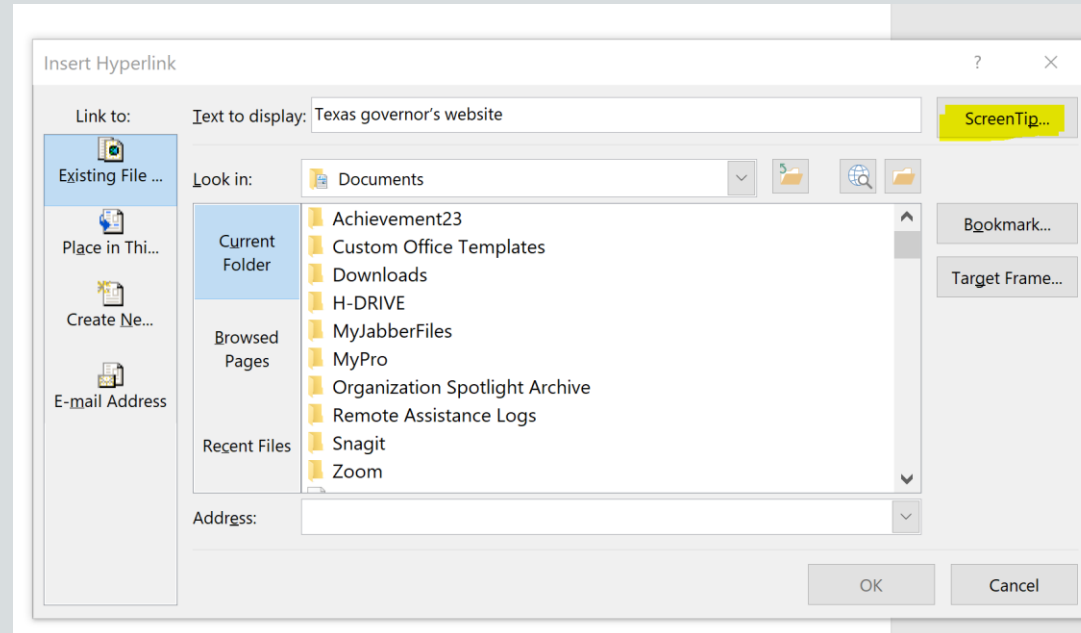 Insert Hyperlink
?
Link to:
Text to display:
Texas governor's website
ScreenTip...
Existing File ...
Look in:
Documents
Place in Thi...
Current
Folder
Achievement23
Custom Office Templates
Downloads
H-DRIVE
MyJabberFiles
MyPro
Organization Spotlight Archive
Remote Assistance Logs
Snagit
Zoom
Bookmark...
Target Frame...
Create Ne...
Browsed
Pages
E-mail Address
Recent Files
Address:
OK
Cancel